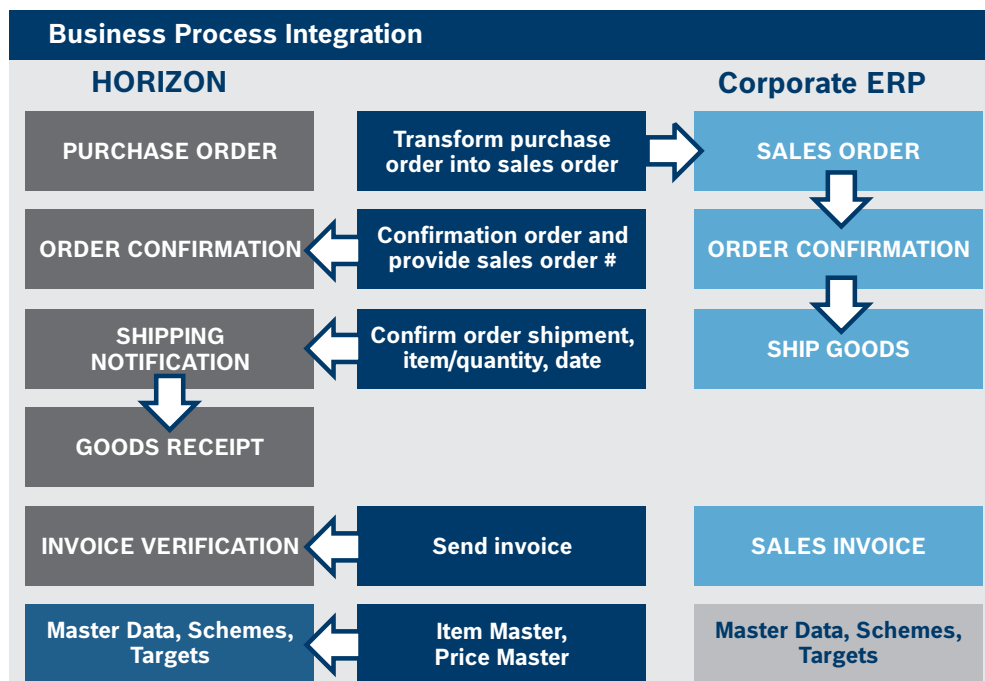 Business Process Integration
HORIZON
Corporate ERP
PURCHASE ORDER
Transform purchase
order into sales order
SALES ORDER
ORDER CONFIRMATION
Confirmation order and
provide sales order #
ORDER CONFIRMATION
SHIPPING
NOTIFICATION
Confirm order shipment,
item/quantity, date
SHIP GOODS
GOODS RECEIPT
INVOICE VERIFICATION
Send invoice
SALES INVOICE
Master Data, Schemes,
Targets
Item Master,
Price Master
Master Data, Schemes,
Targets